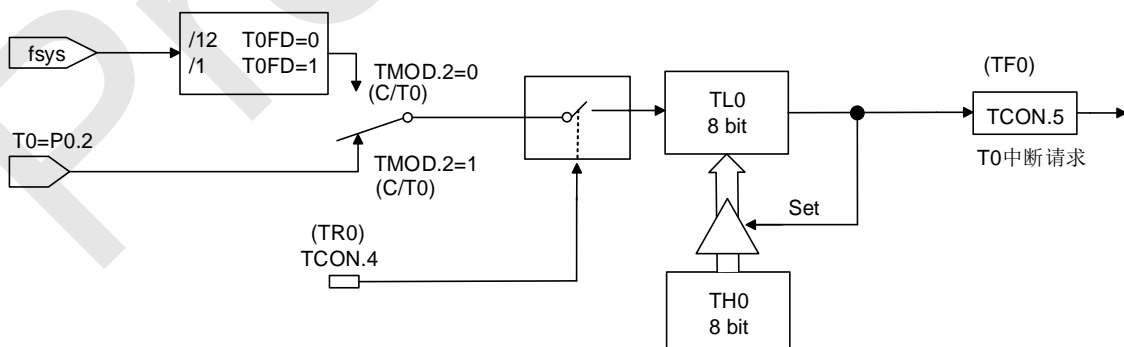 fsys
/12 T0FD=0
/1 T0FD=1
TMOD.2=0
(C/T0)
T0=P0.2
TMOD.2=1
(C/T0)
(TR0)
TCON.4
TL0
8 bit
Set
TH0
8 bit
(TF0)
TCON.5
T0中断请求